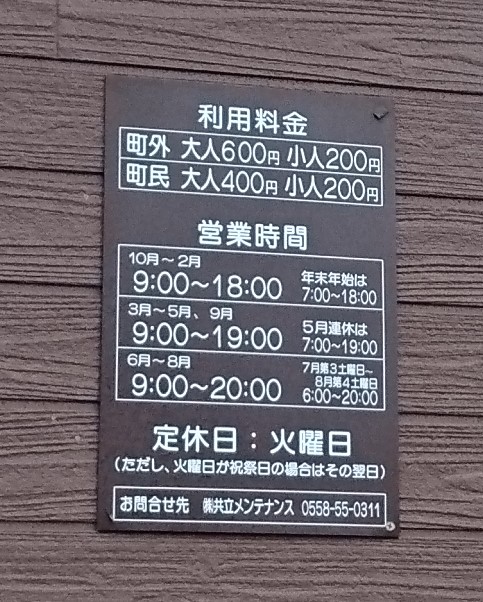 利用料金
町外 大人600円 小人200円
町民 大人400円 小人200円
営業時間
10月～2月
9:00～18:00
年末年始は
7:00～18:00
3月～5月、9月
9:00～19:00
5月連休は
7:00～19:00
6月～8月
9:00～20:00
7月第3土曜日～
8月第4土曜日
6:00～20:00
定休日：火曜日
(ただし、火曜日が祝祭日の場合はその翌日)
お問合せ先 ㈱共立メンテナンス 0558-55-0311